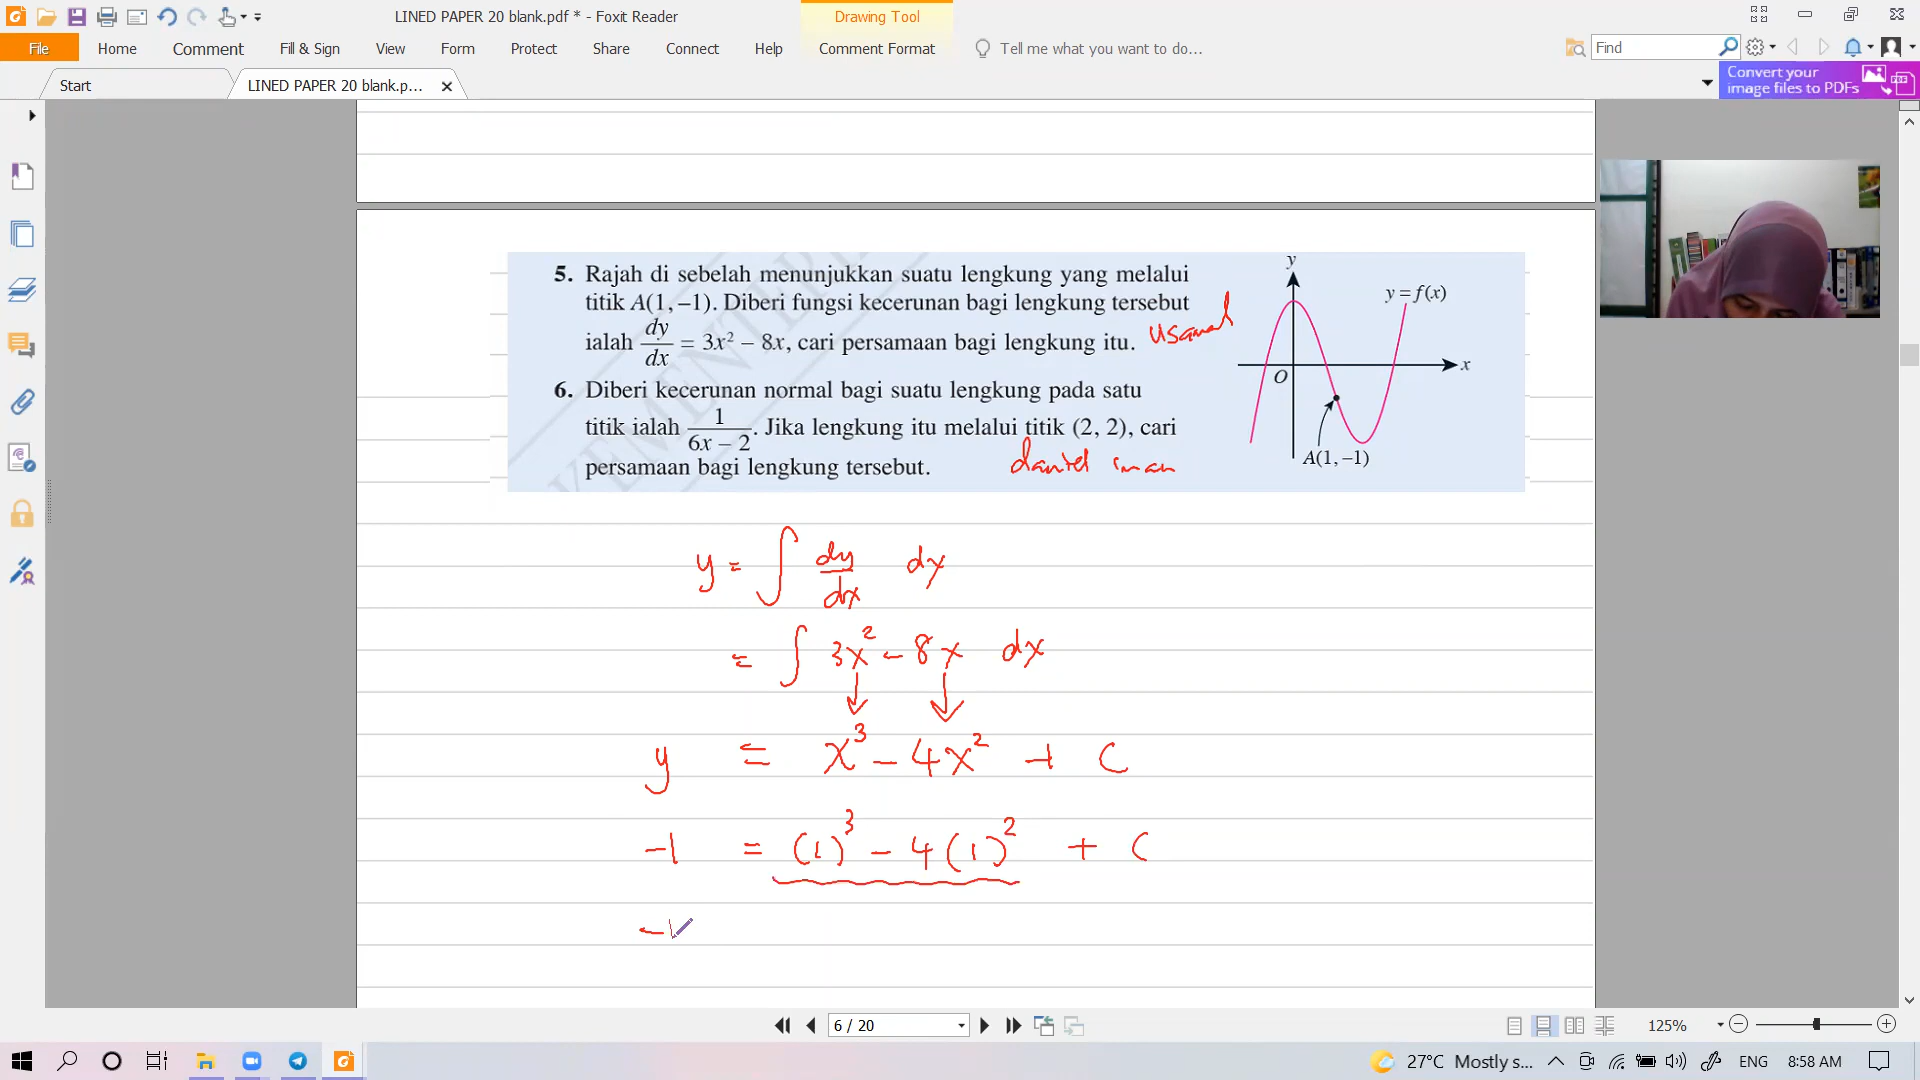 LINED PAPER 20 blank.pdf * - Foxit Reader
Drawing Tool
File Home Comment Fill & Sign View Form Protect Share Connect Help Comment Format Tell me what you want to do... Find
Start LINED PAPER 20 blank.p...
Convert your image files to PDFs
5. Rajah di sebelah menunjukkan suatu lengkung yang melalui
titik A(1, –1). Diberi fungsi kecerunan bagi lengkung tersebut
ialah dy/dx = 3x² – 8x, cari persamaan bagi lengkung itu.
6. Diberi kecerunan normal bagi suatu lengkung pada satu
titik ialah 1/(6x – 2). Jika lengkung itu melalui titik (2, 2), cari
persamaan bagi lengkung tersebut. daniel iman
y
y = f(x)
x
O
A(1, –1)
KEMENTERI
y = ∫ dy/dx dx
= ∫ 3x² - 8x dx
y = x³ - 4x² + c
-1 = (1)³ - 4(1)² + c
6 / 20
125%
27°C Mostly s... ENG 8:58 AM